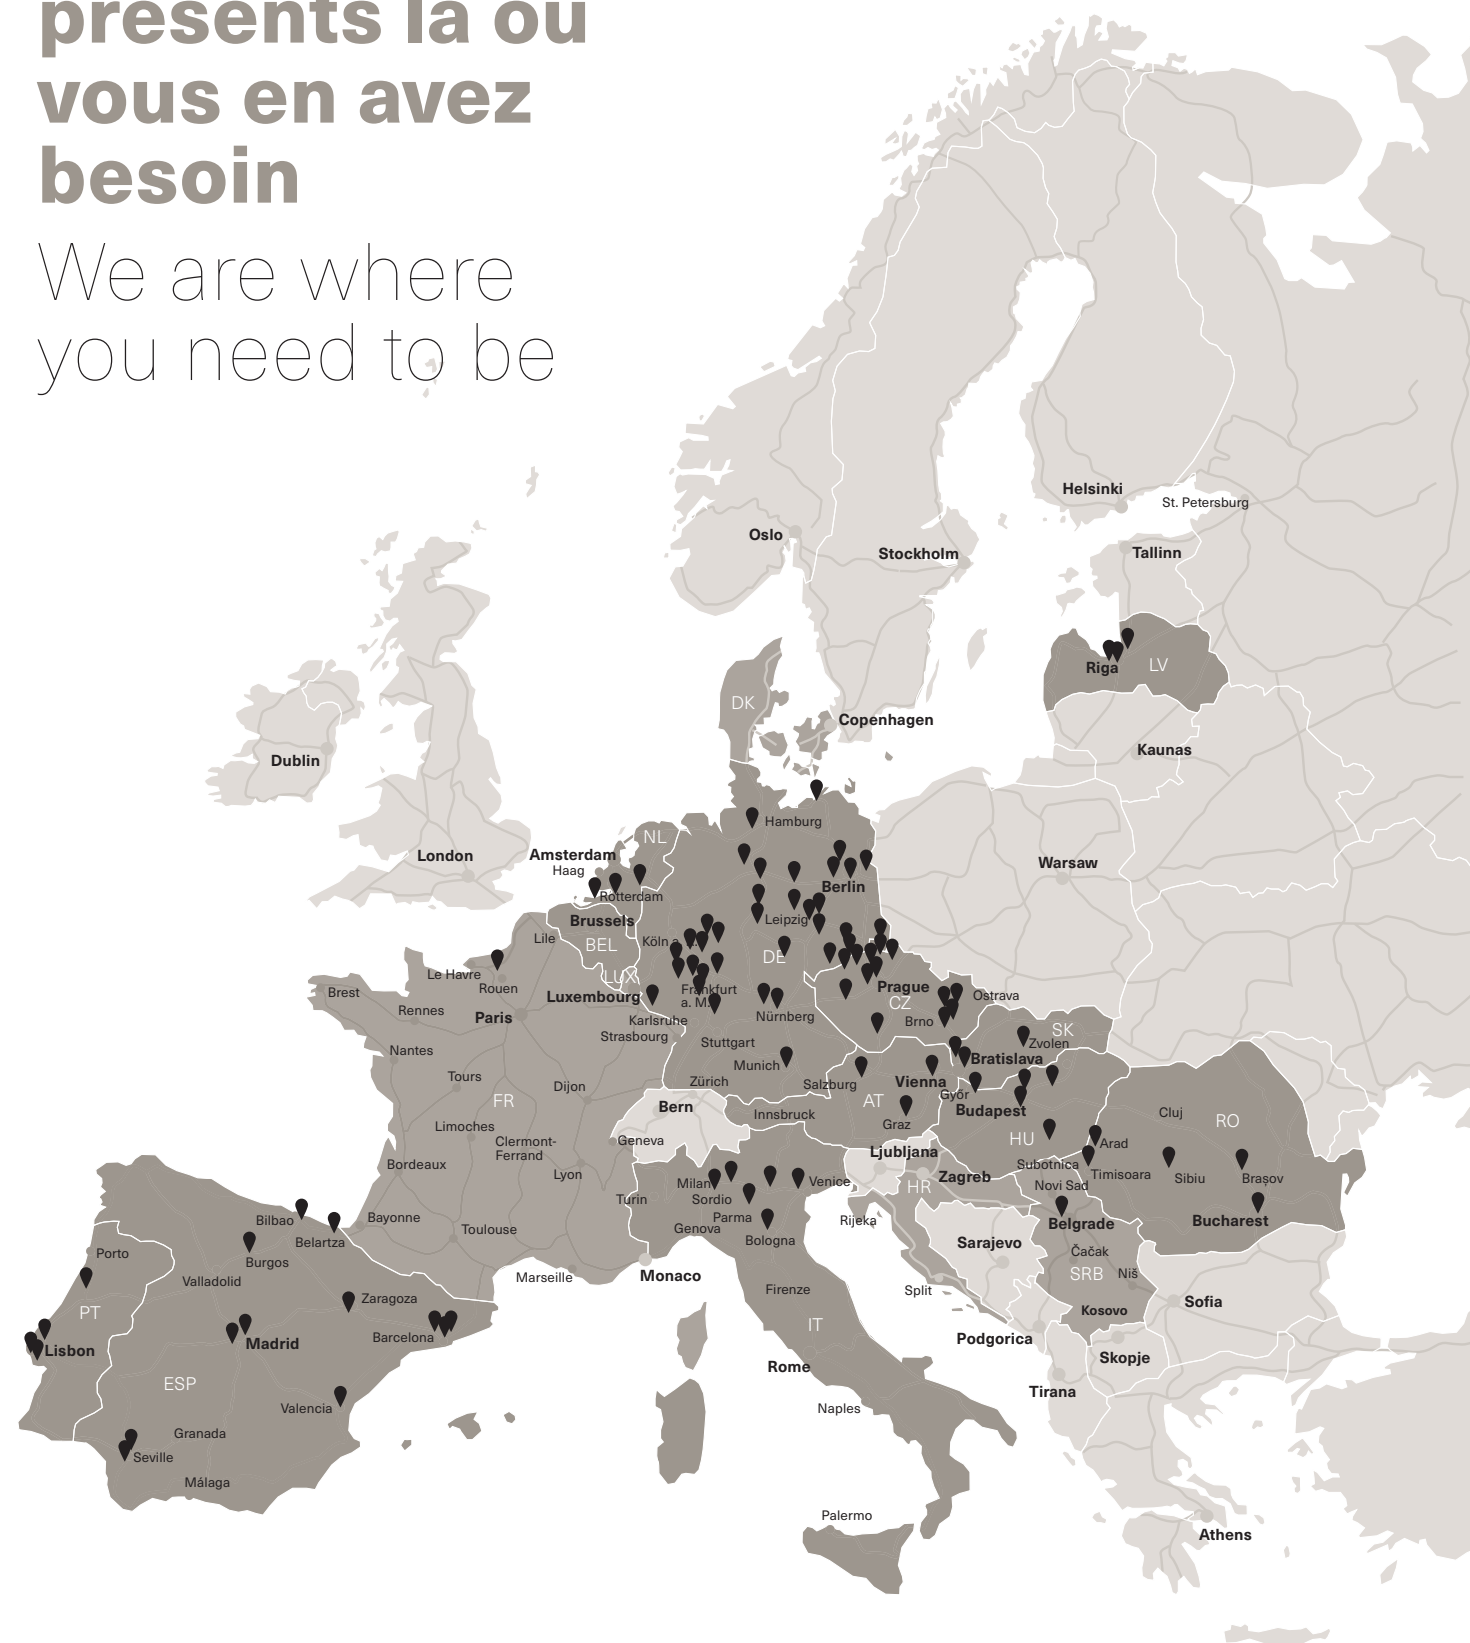 présents là où
vous en avez
besoin
We are where
you need to be
Helsinki
St. Petersburg
Oslo
Stockholm
Tallinn
Riga
LV
DK
Copenhagen
Kaunas
Dublin
Hamburg
NL
London
Amsterdam
Haag
Warsaw
Berlin
Rotterdam
Brussels
Leipzig
Lile
BEL
Köln a.
DE
Le Havre
LUX
Rouen
Brest
Luxembourg
Frankfurt
a. M.
Prague
CZ
Ostrava
Rennes
Paris
Karlsruhe
Nürnberg
Brno
SK
Strasbourg
Stuttgart
Zvolen
Nantes
Munich
Bratislava
Tours
Dijon
Zürich
Salzburg
Vienna
Győr
FR
Bern
Innsbruck
AT
Budapest
Cluj
RO
Limoches
Clermont-
Ferrand
Geneva
Graz
HU
Arad
Bordeaux
Lyon
Ljubljana
Subotnica
Timisoara
Sibiu
Brașov
Milan
Venice
Zagreb
HR
Novi Sad
Turin
Sordio
Bilbao
Bayonne
Parma
Rijeka
Belgrade
Bucharest
Toulouse
Genova
Belartza
Bologna
Sarajevo
Čačak
Porto
Burgos
Valladolid
Marseille
Monaco
SRB
Niš
Zaragoza
Firenze
Split
Sofia
PT
Kosovo
Barcelona
IT
Podgorica
Lisbon
Madrid
Rome
Skopje
ESP
Tirana
Valencia
Naples
Granada
Seville
Málaga
Palermo
Athens